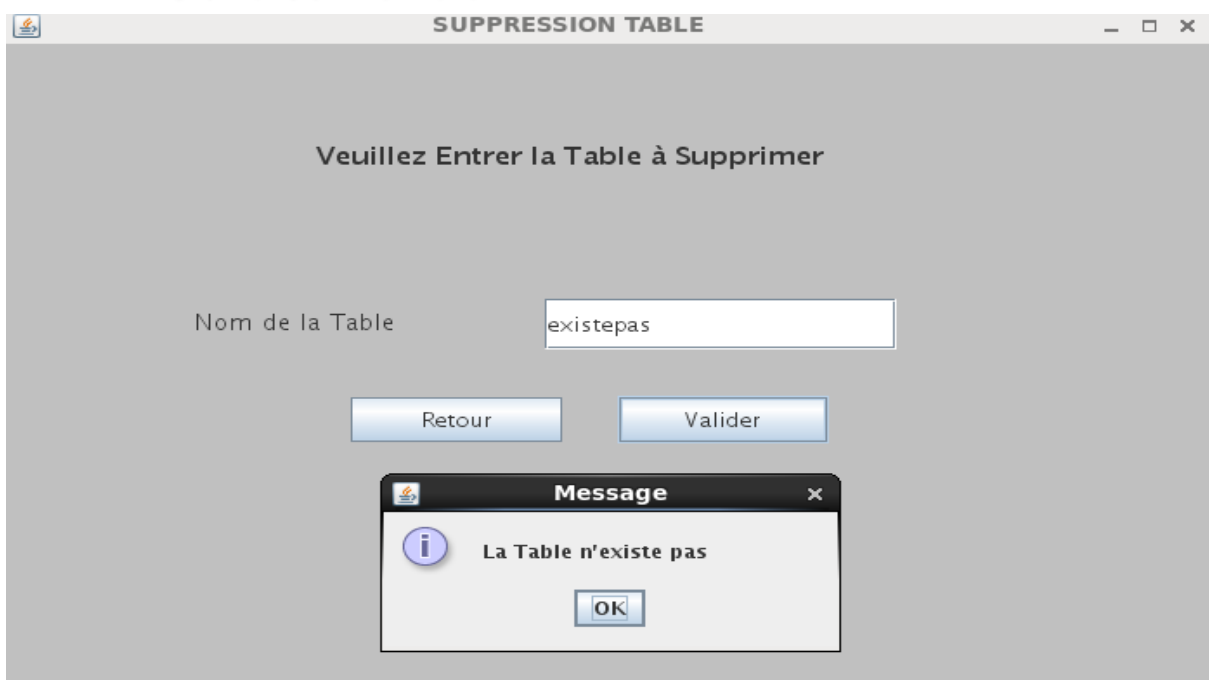 SUPPRESSION TABLE
Veuillez Entrer la Table à Supprimer
Nom de la Table
existepas
Retour
Valider
Message
La Table n'existe pas
OK